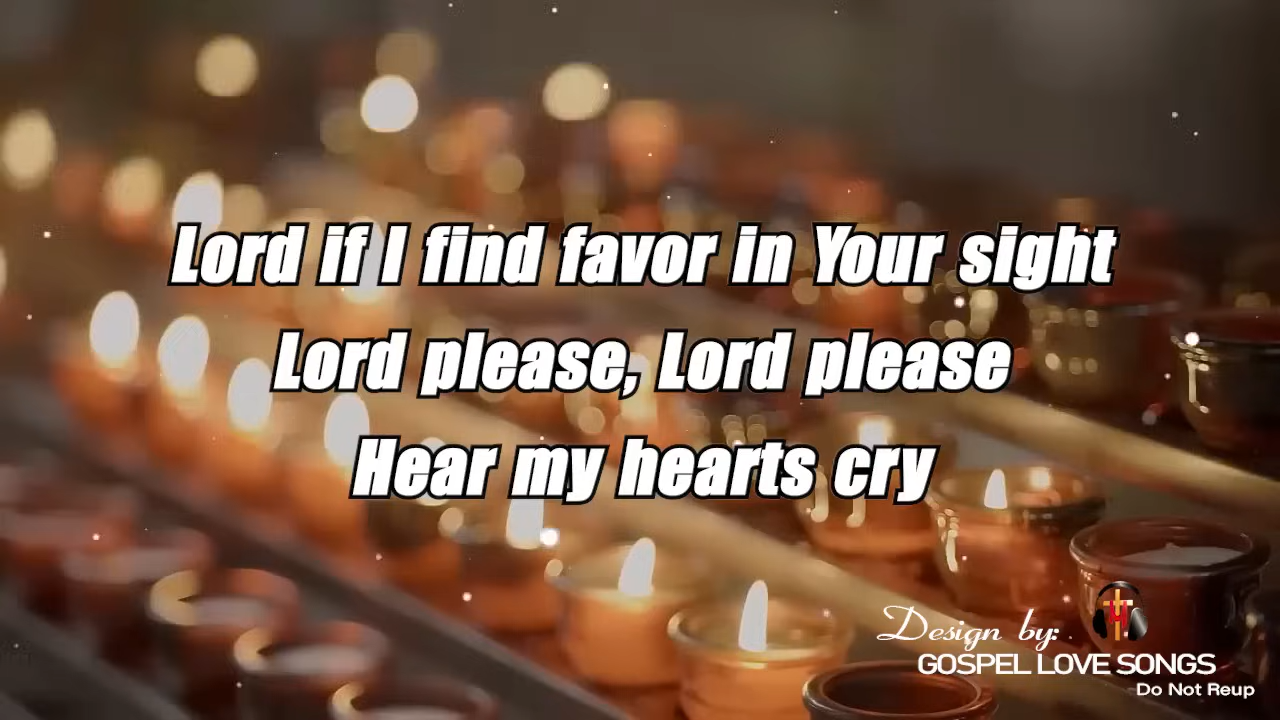 Lord if I find favor in Your sight
Lord please, Lord please
Hear my hearts cry
Design by:
GOSPEL LOVE SONGS
Do Not Reup